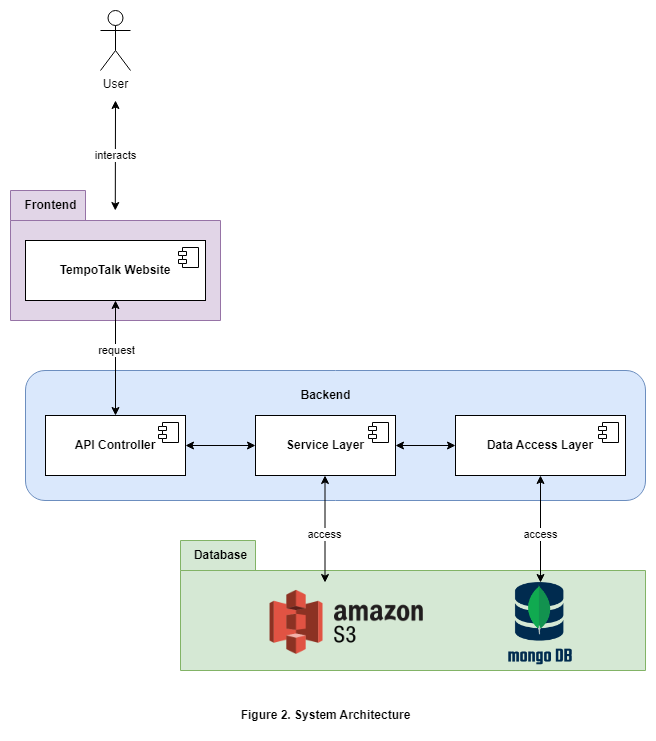 User
interacts
Frontend
TempoTalk Website
request
Backend
API Controller
Service Layer
Data Access Layer
access
access
Database
amazon
S3
mongo DB
Figure 2. System Architecture